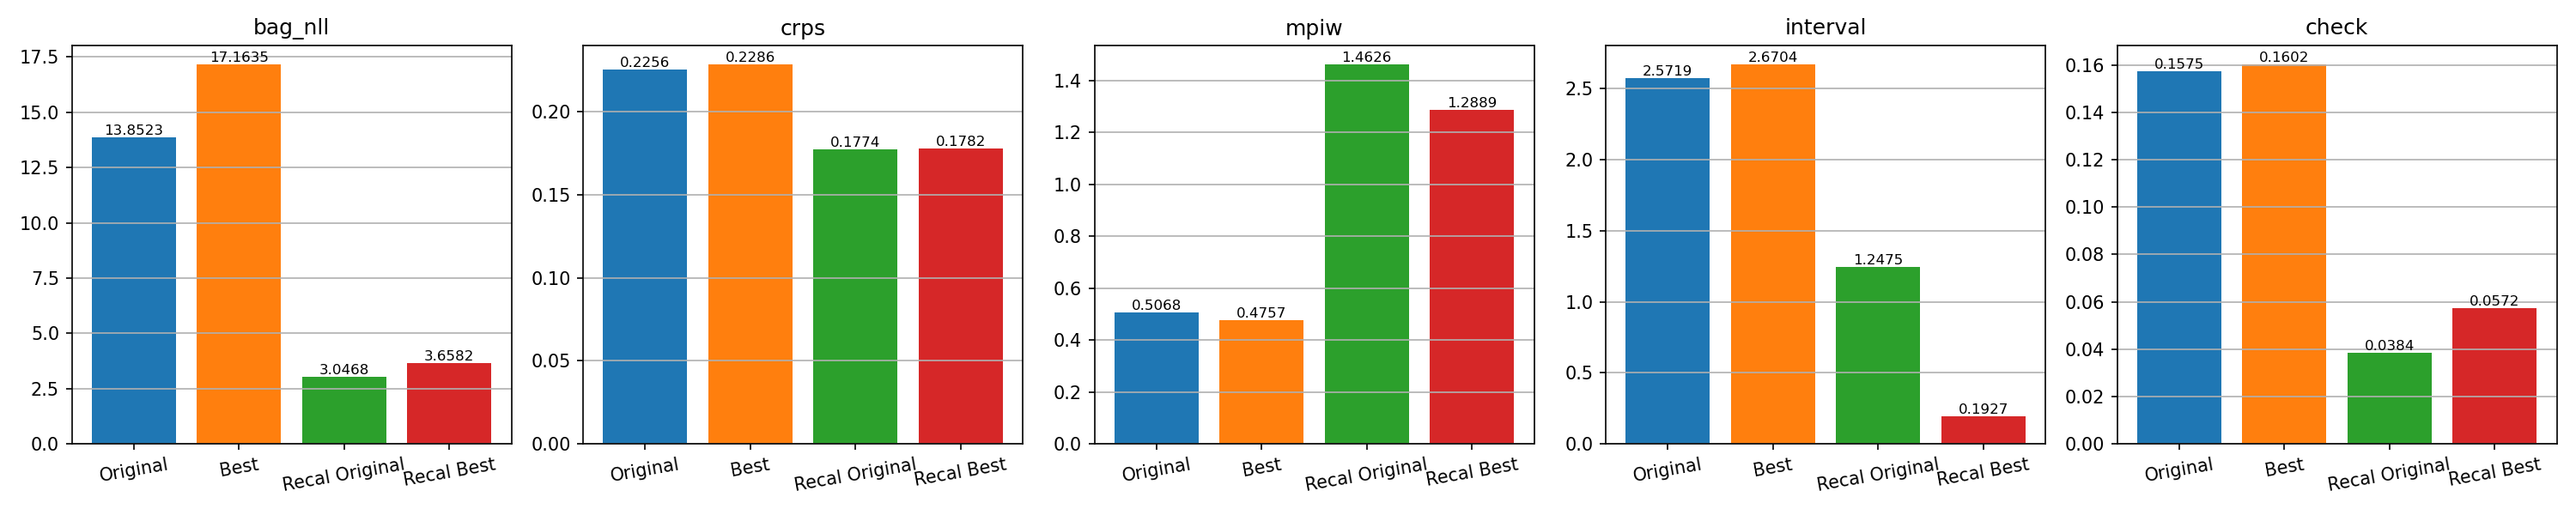 bag_nll
17.5
15.0
12.5
10.0
7.5
5.0
2.5
0.0
13.8523
17.1635
3.0468
3.6582
Original
Best
Recal Original
Recal Best
crps
0.20
0.15
0.10
0.05
0.00
0.2256
0.2286
0.1774
0.1782
Original
Best
Recal Original
Recal Best
mpiw
1.4
1.2
1.0
0.8
0.6
0.4
0.2
0.0
0.5068
0.4757
1.4626
1.2889
Original
Best
Recal Original
Recal Best
interval
2.5
2.0
1.5
1.0
0.5
0.0
2.5719
2.6704
1.2475
0.1927
Original
Best
Recal Original
Recal Best
check
0.16
0.14
0.12
0.10
0.08
0.06
0.04
0.02
0.00
0.1575
0.1602
0.0384
0.0572
Original
Best
Recal Original
Recal Best